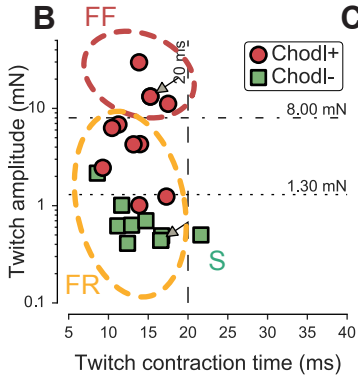 B
C
FF
20 ms
Chodl+
Chodl-
8.00 mN
1.30 mN
FR
S
Twitch amplitude (mN)
10
1
0.1
5 10 15 20 25 30 35 40
Twitch contraction time (ms)